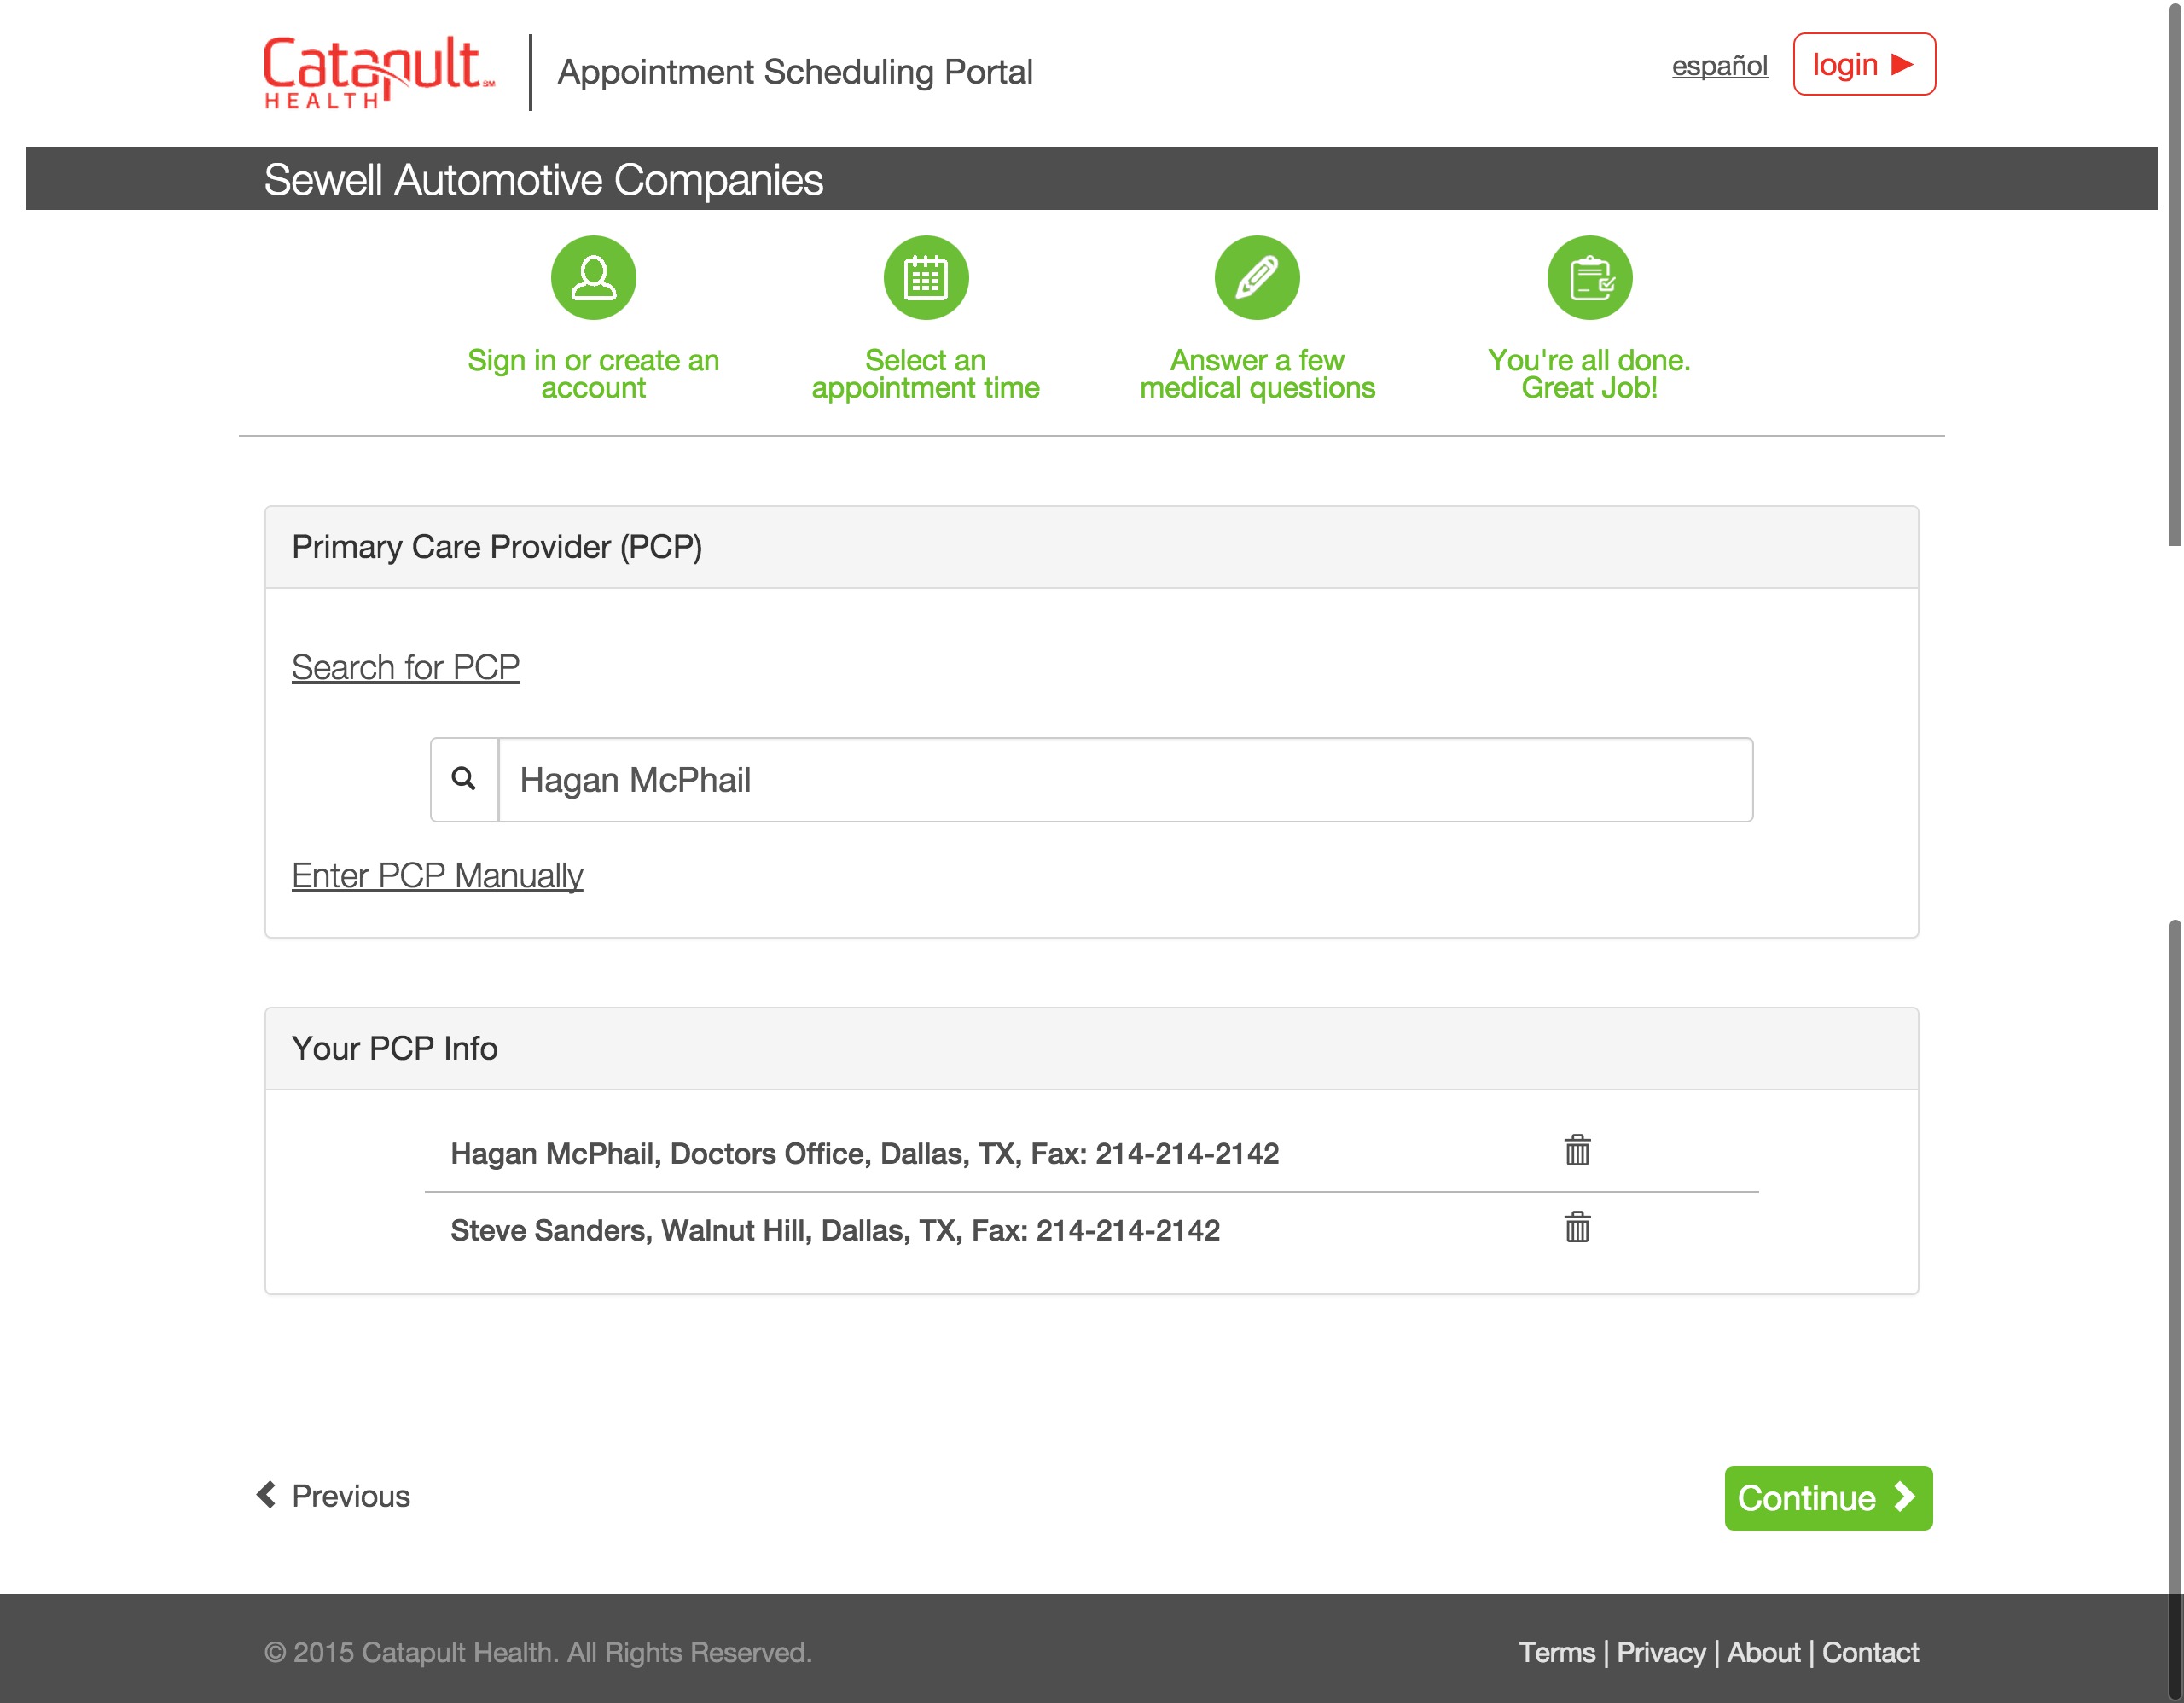 Catapult SM
HEALTH
Appointment Scheduling Portal
español
login
Sewell Automotive Companies
Sign in or create an
account
Select an
appointment time
Answer a few
medical questions
You're all done.
Great Job!
Primary Care Provider (PCP)
Search for PCP
Hagan McPhail
Enter PCP Manually
Your PCP Info
Hagan McPhail, Doctors Office, Dallas, TX, Fax: 214-214-2142
Steve Sanders, Walnut Hill, Dallas, TX, Fax: 214-214-2142
Previous
Continue
© 2015 Catapult Health. All Rights Reserved.
Terms | Privacy | About | Contact